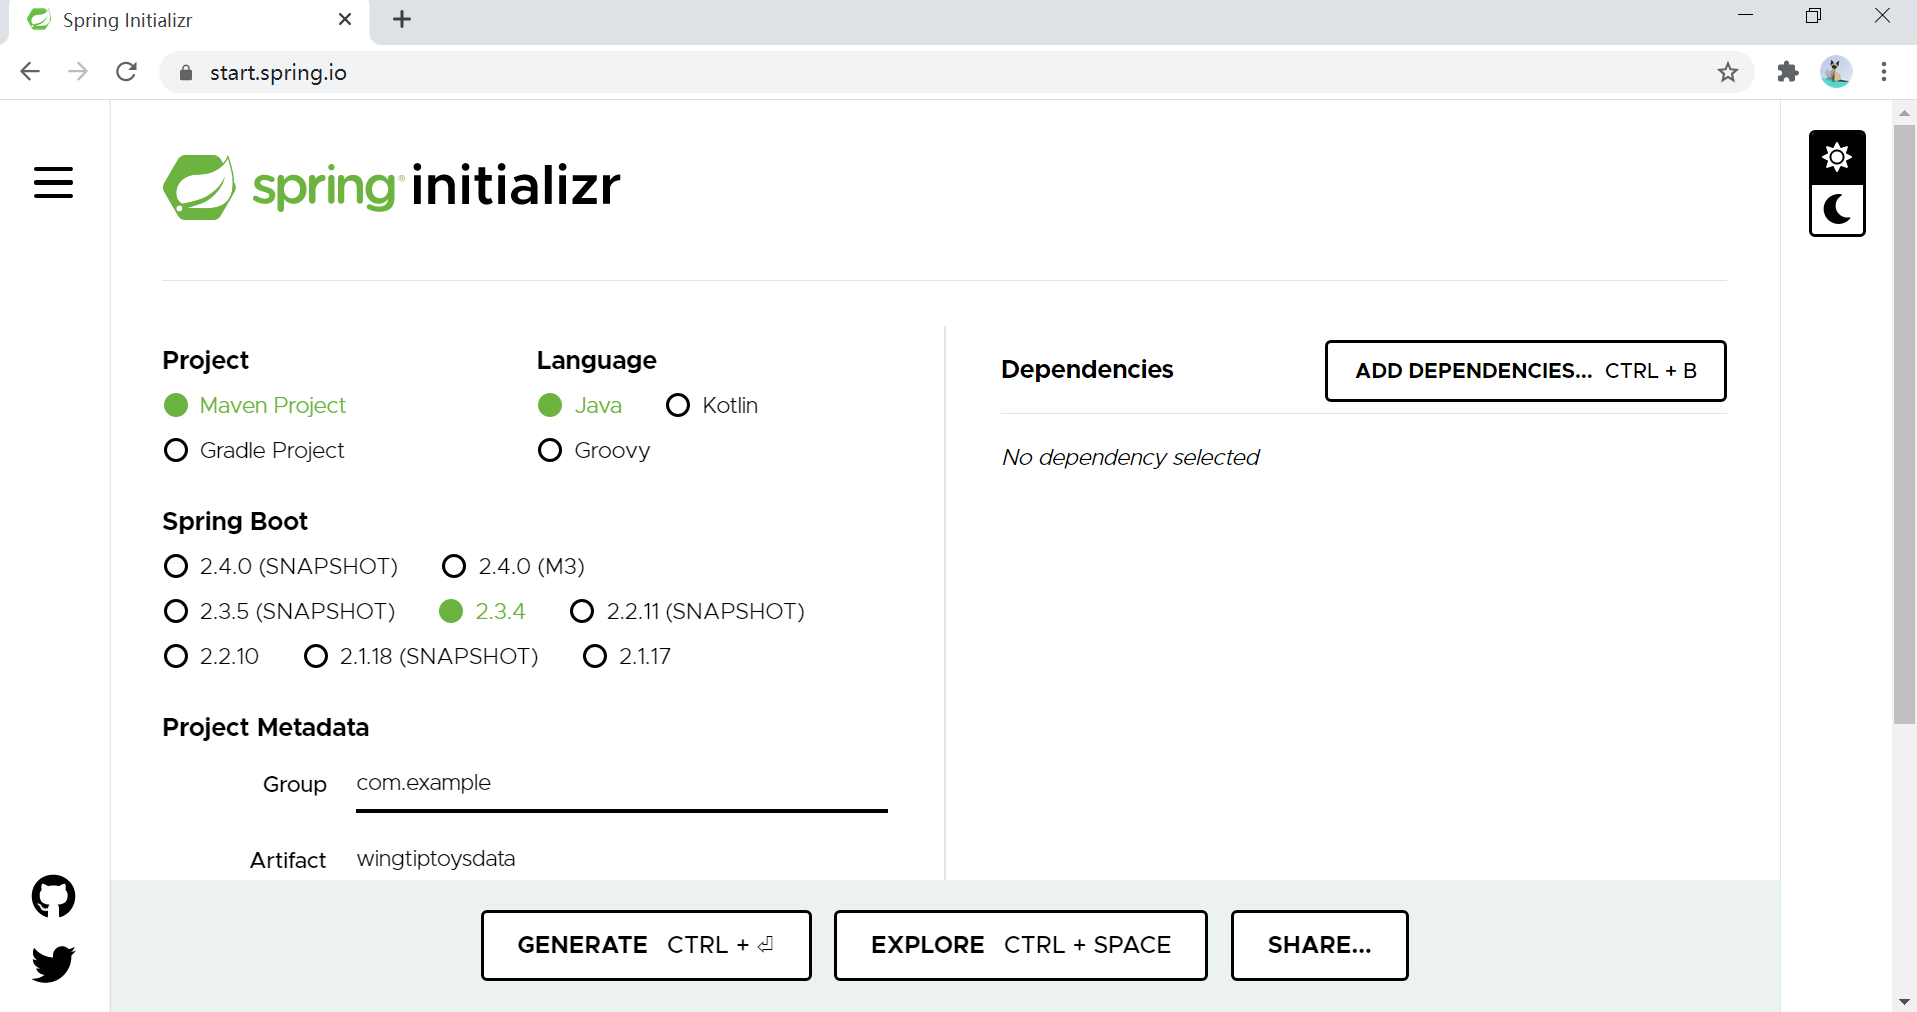 Spring Initializr
start.spring.io
spring® initializr
Project
Maven Project
Gradle Project
Language
Java Kotlin
Groovy
Spring Boot
2.4.0 (SNAPSHOT) 2.4.0 (M3)
2.3.5 (SNAPSHOT) 2.3.4 2.2.11 (SNAPSHOT)
2.2.10 2.1.18 (SNAPSHOT) 2.1.17
Project Metadata
Group com.example
Artifact wingtiptoysdata
Dependencies ADD DEPENDENCIES... CTRL + B
No dependency selected
GENERATE CTRL + ⏎ EXPLORE CTRL + SPACE SHARE...